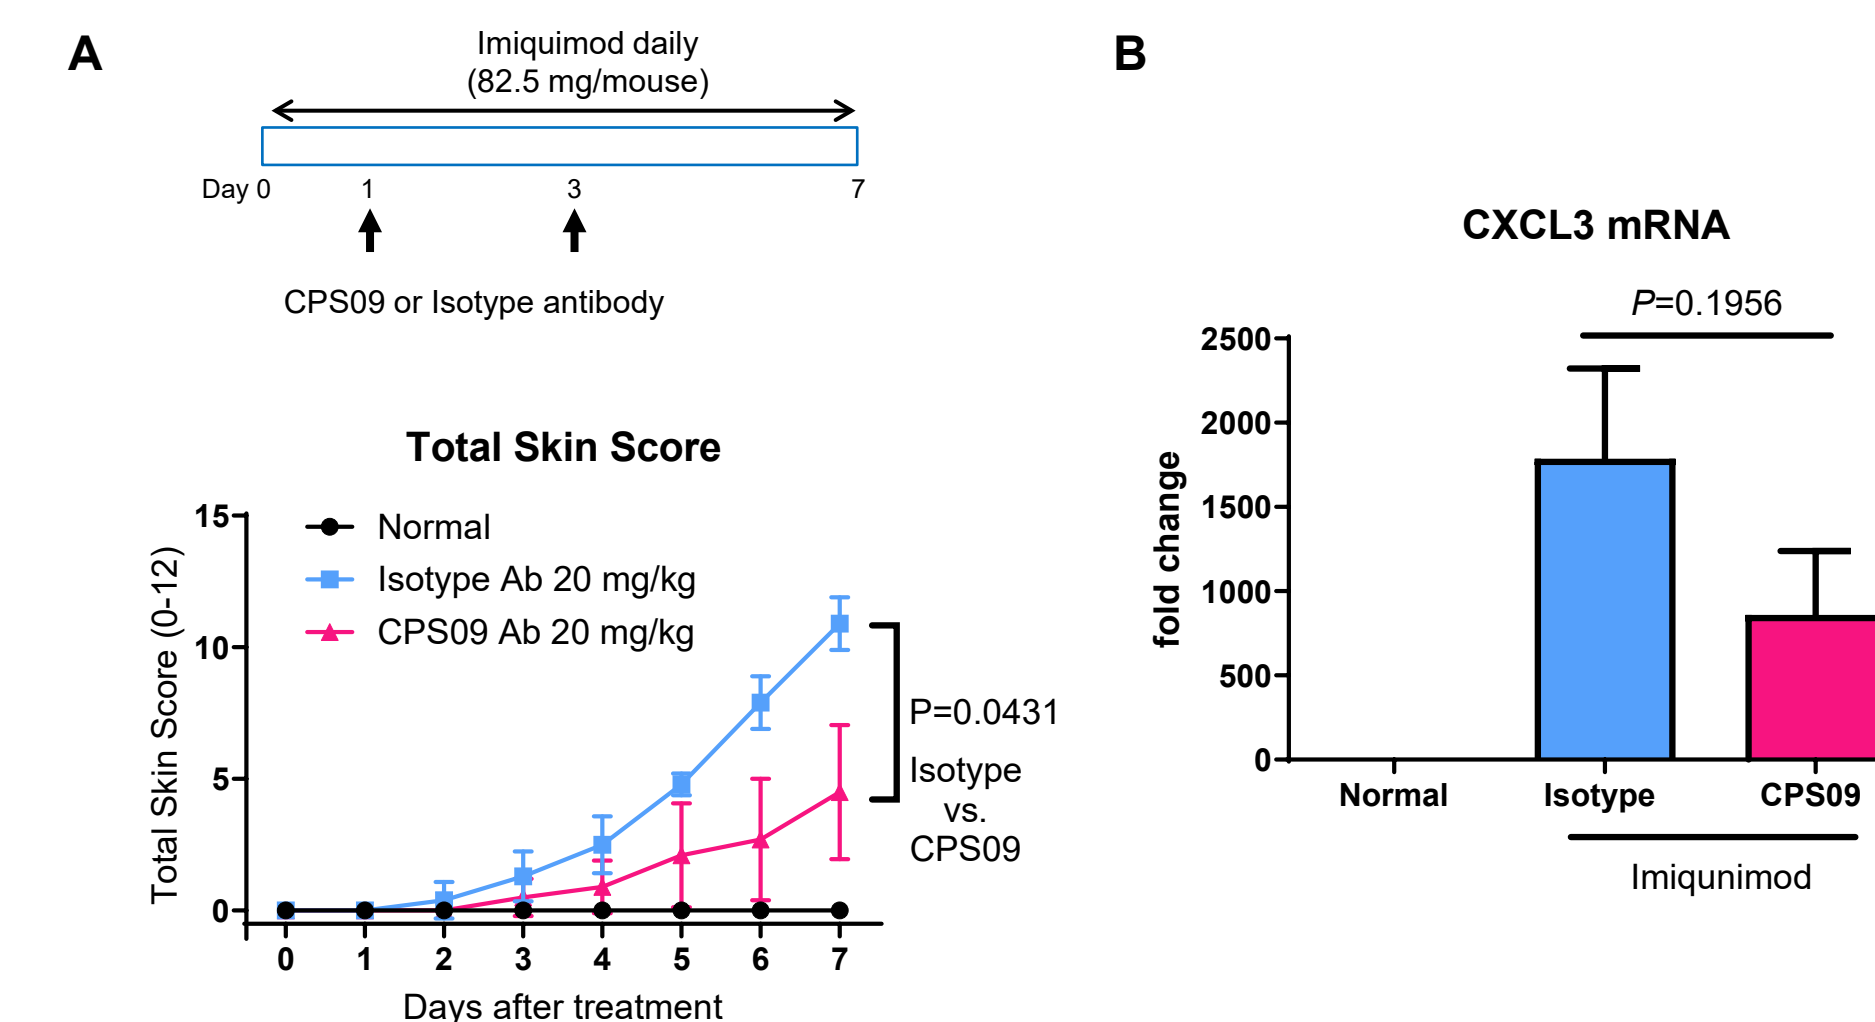 A
Imiquimod daily
(82.5 mg/mouse)
Day 0 1 3 7
CPS09 or Isotype antibody
Total Skin Score
Total Skin Score (0-12)
15
10
5
0
Normal
Isotype Ab 20 mg/kg
CPS09 Ab 20 mg/kg
P=0.0431
Isotype
vs.
CPS09
0 1 2 3 4 5 6 7
Days after treatment
B
CXCL3 mRNA
P=0.1956
fold change
2500
2000
1500
1000
500
0
Normal Isotype CPS09
Imiqunimod